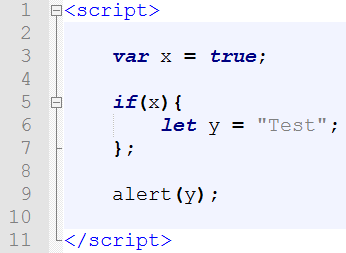 1 <script>
2
3 var x = true;
4
5 if(x){
6 let y = "Test";
7 };
8
9 alert(y);
10
11 </script>